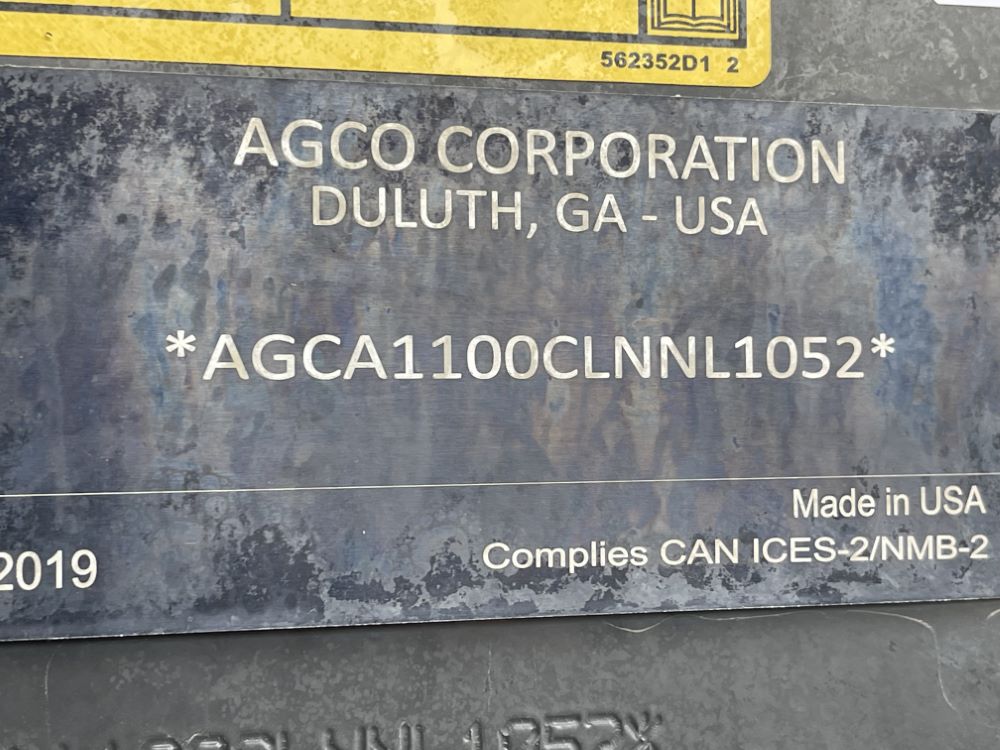 562352D1 2
AGCO CORPORATION
DULUTH, GA - USA
*AGCA1100CLNNL1052*
Made in USA
2019
Complies CAN ICES-2/NMB-2